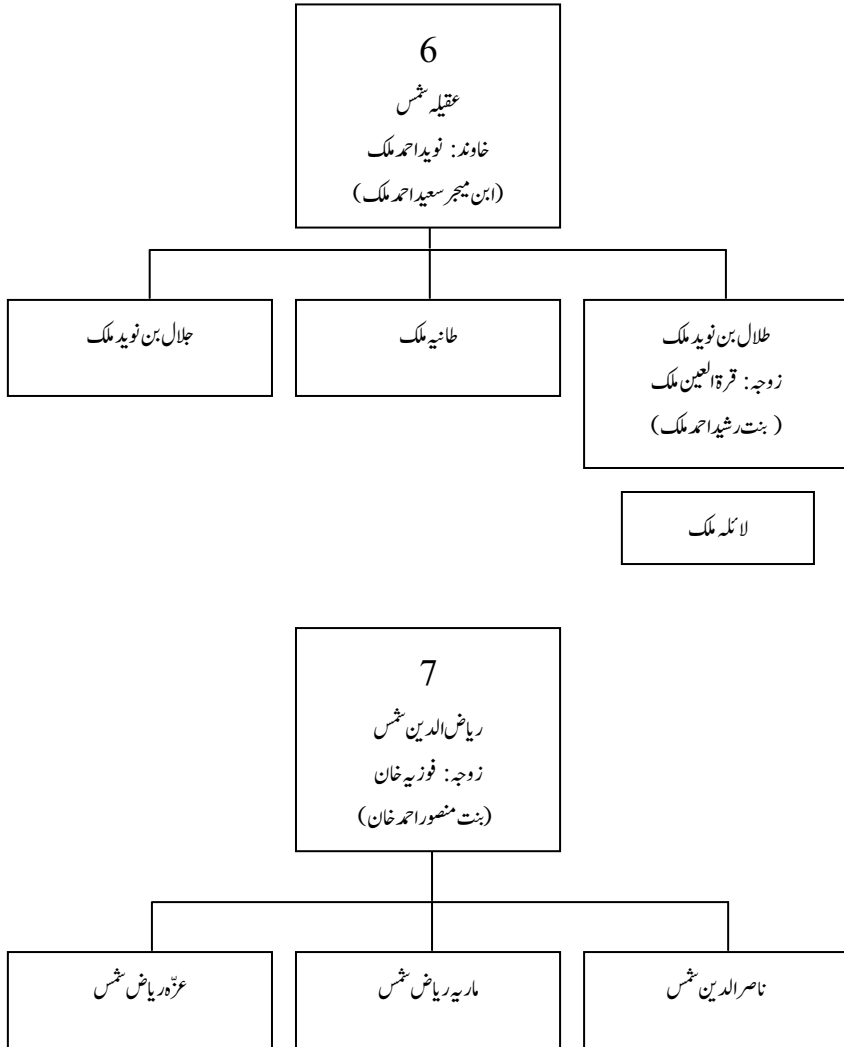 6
عقیلہ شمس
خاوند: نوید احمد ملک
(ابن میجر سعید احمد ملک)
طلال بن نوید ملک
زوجہ: قرۃ العین ملک
( بنت رشید احمد ملک)
طانیہ ملک
جلال بن نوید ملک
لائلہ ملک
7
ریاض الدین شمس
زوجہ: فوزیہ خان
(بنت منصور احمد خان)
ناصر الدین شمس
ماریہ ریاض شمس
عزّہ ریاض شمس